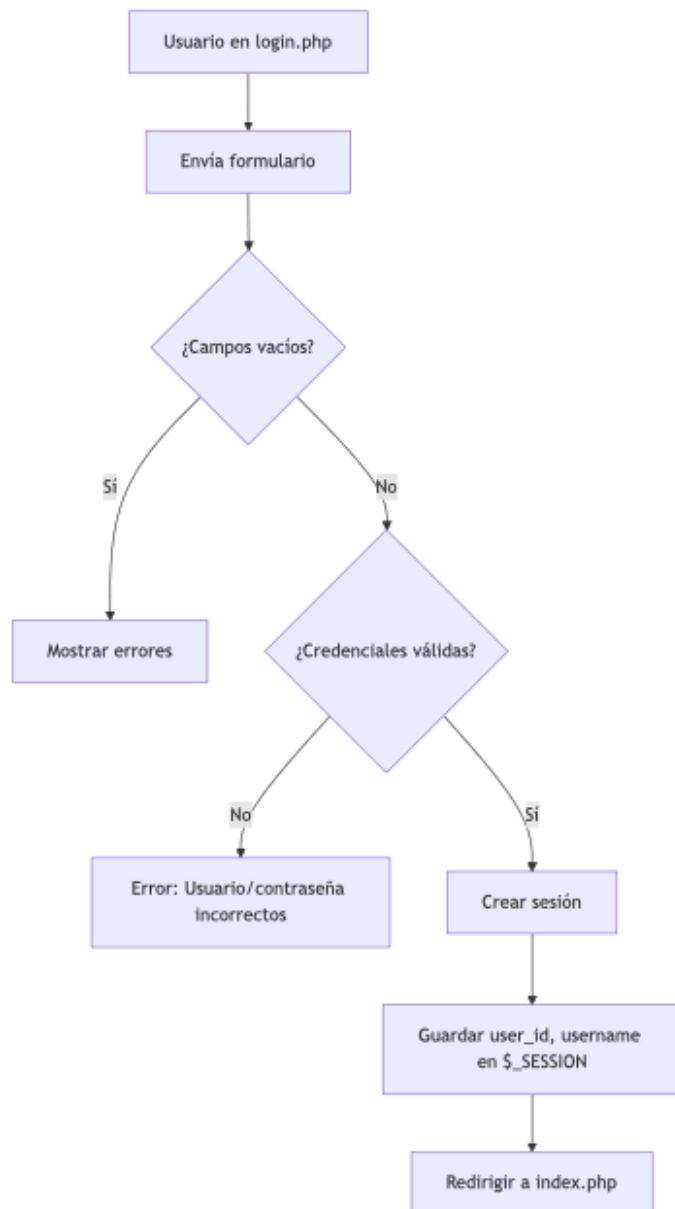 Usuario en login.php
Envía formulario
¿Campos vacíos?
Sí
No
Mostrar errores
¿Credenciales válidas?
No
Sí
Error: Usuario/contraseña
incorrectos
Crear sesión
Guardar user_id, username
en $_SESSION
Redirigir a index.php